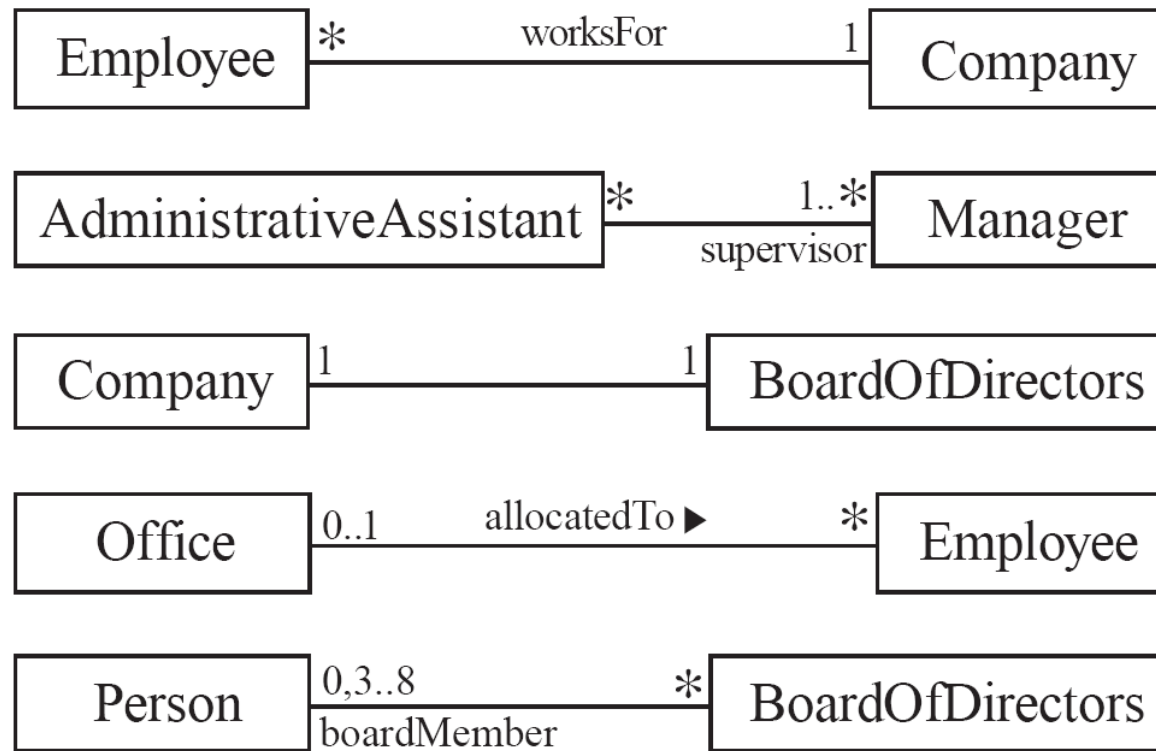 Employee * worksFor 1 Company
AdministrativeAssistant * 1..* Manager
supervisor
Company 1 1 BoardOfDirectors
Office 0..1 allocatedTo ▶ * Employee
Person 0,3..8 * BoardOfDirectors
boardMember